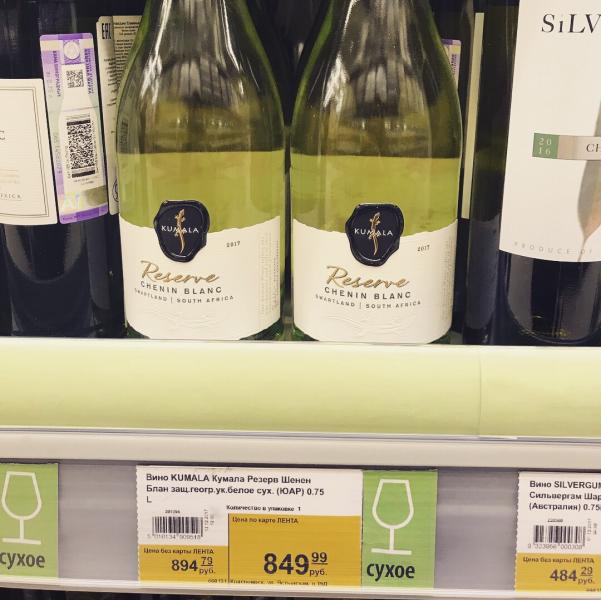 SiLV
KUMALA
2017
Reserve
CHENIN BLANC
SWARTLAND | SOUTH AFRICA
KUMALA
2017
Reserve
CHENIN BLANC
SWARTLAND | SOUTH AFRICA
2016
CH
PRODUCE OF
сухое
Вино KUMALA Кумала Резерв Шенен
Блан защ.геогр.ук.белое сух. (ЮАР) 0.75
L
Количество в упаковке 1
Цена без карты ЛЕНТА
894 79 руб.
Цена по карте ЛЕНТА
849 99 руб.
сухое
Вино SILVERGUM
Сильвергам Шар
(Австралия) 0.75
Цена без карты ЛЕНТА
484 29 руб.